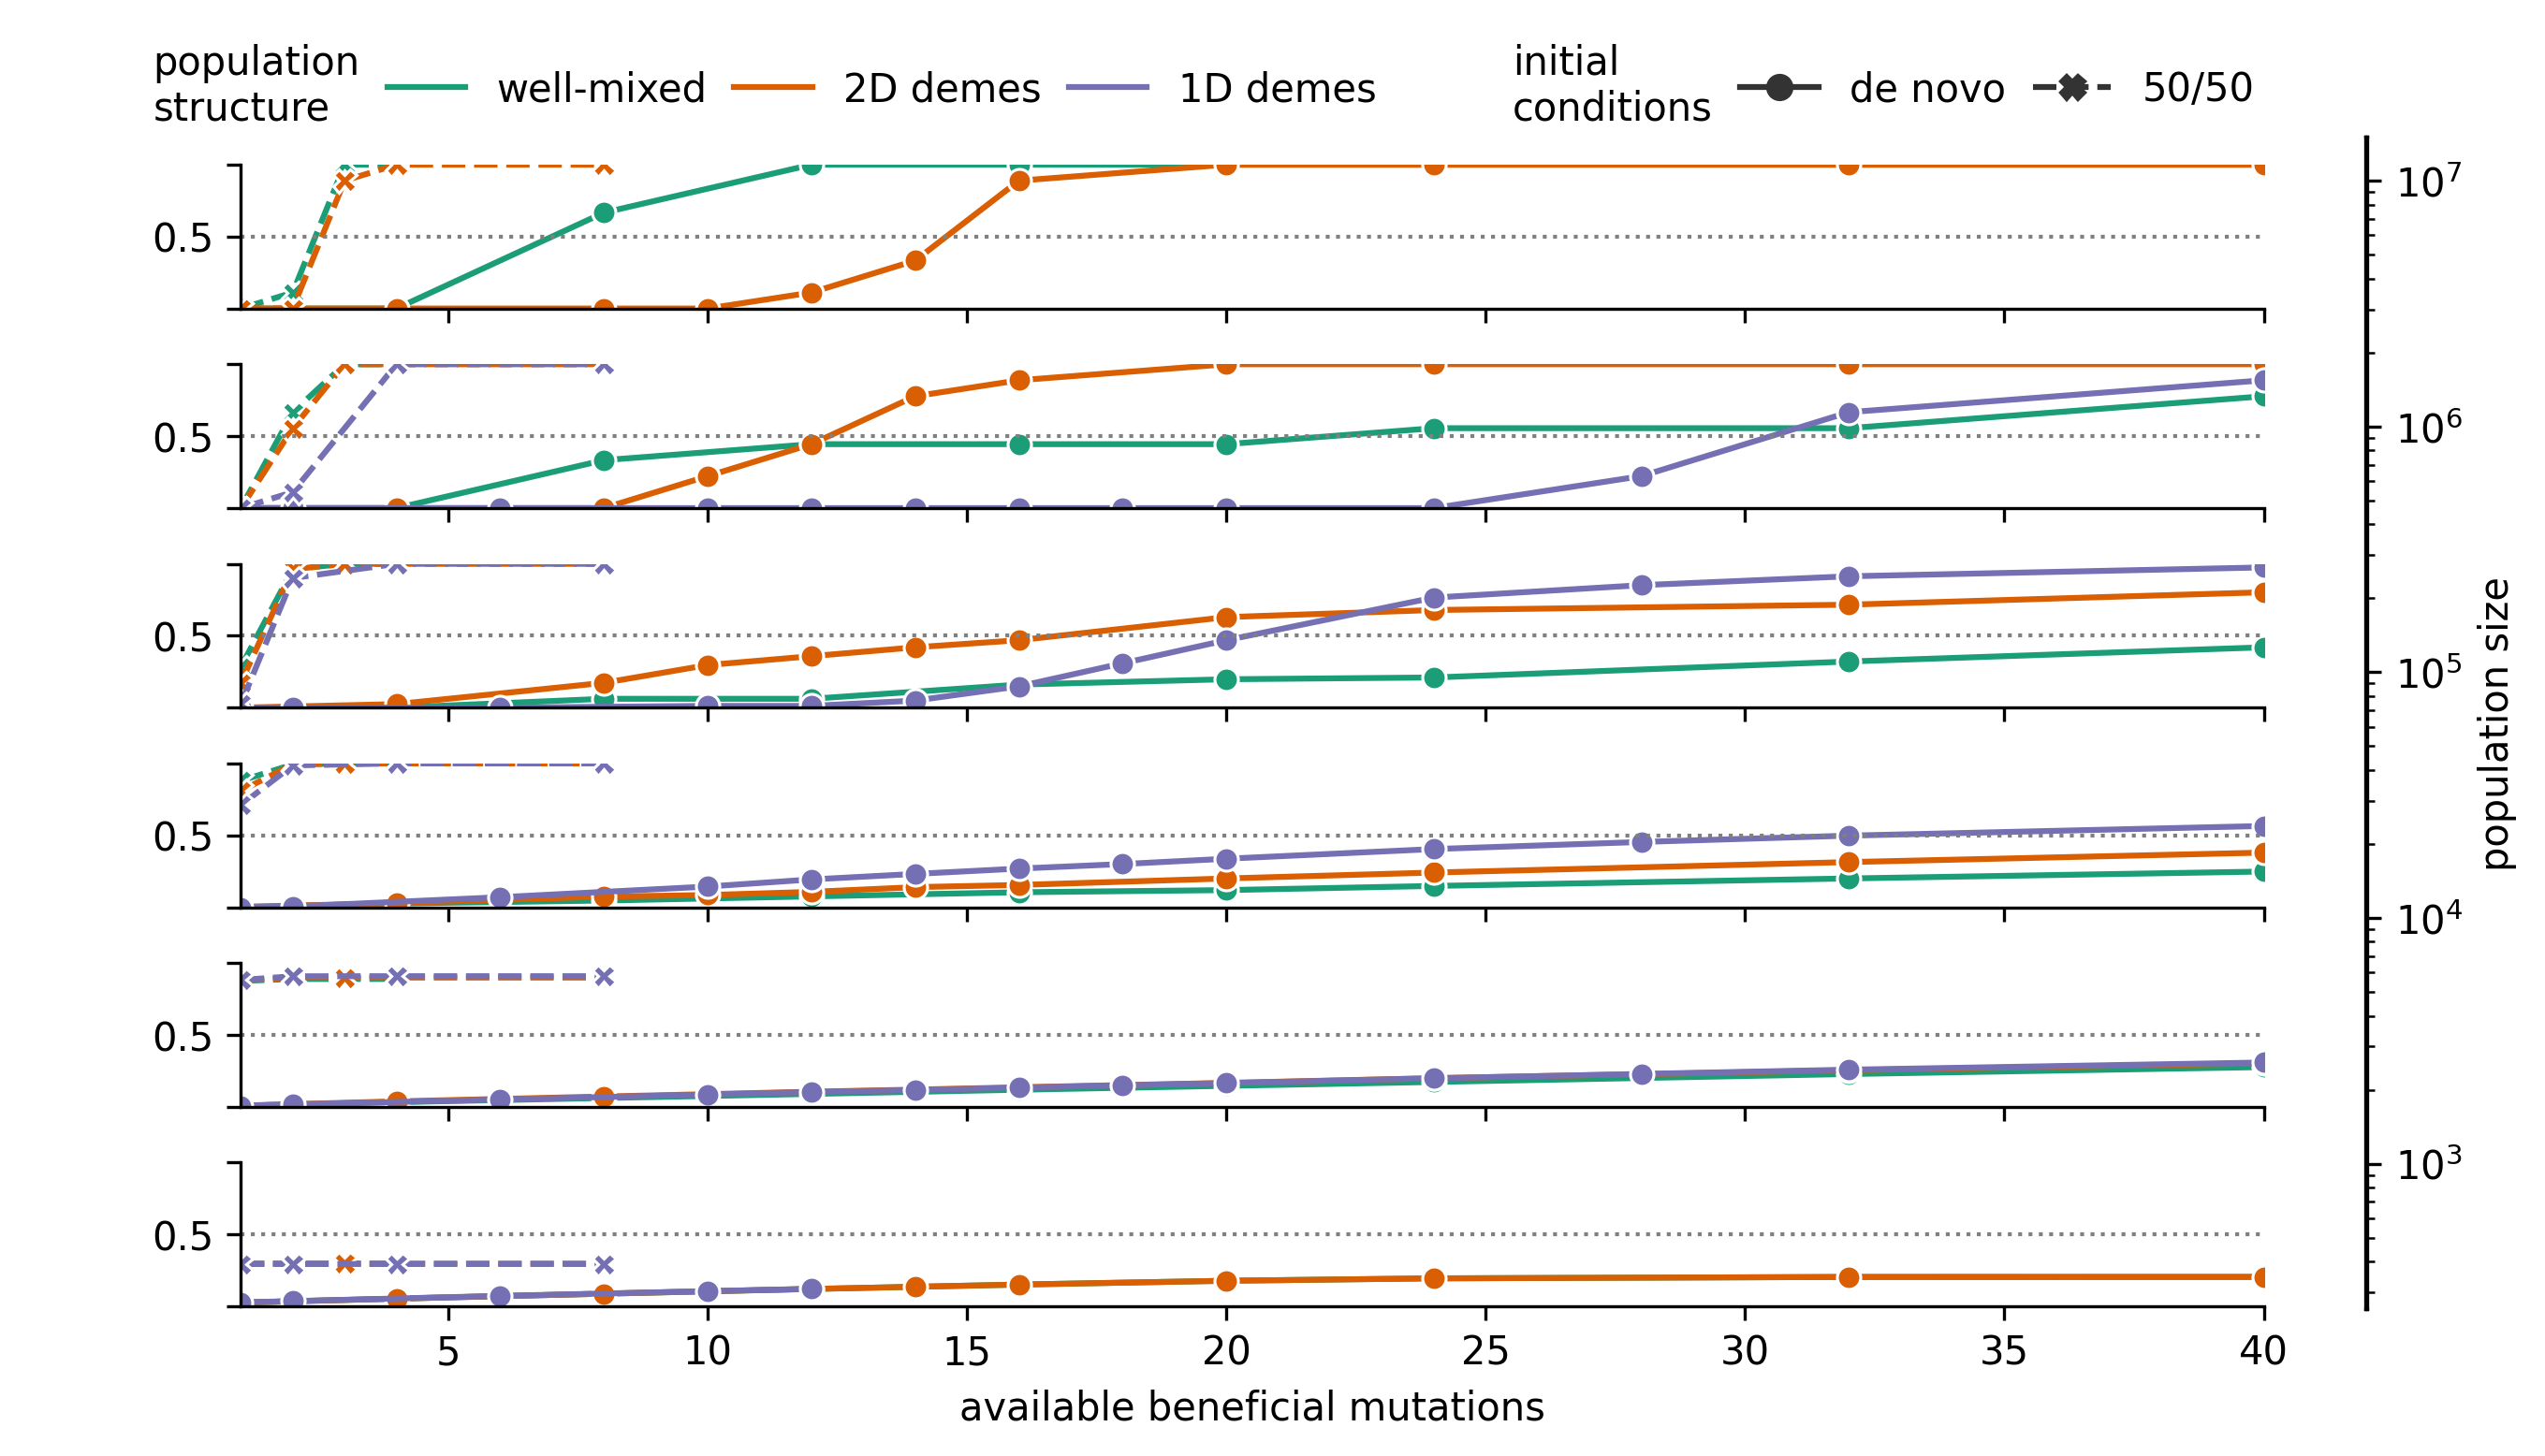 population
structure
well-mixed
2D demes
1D demes
initial
conditions
de novo
50/50
0.5
0.5
0.5
0.5
0.5
0.5
10⁷
10⁶
10⁵
10⁴
10³
population size
5 10 15 20 25 30 35 40
available beneficial mutations